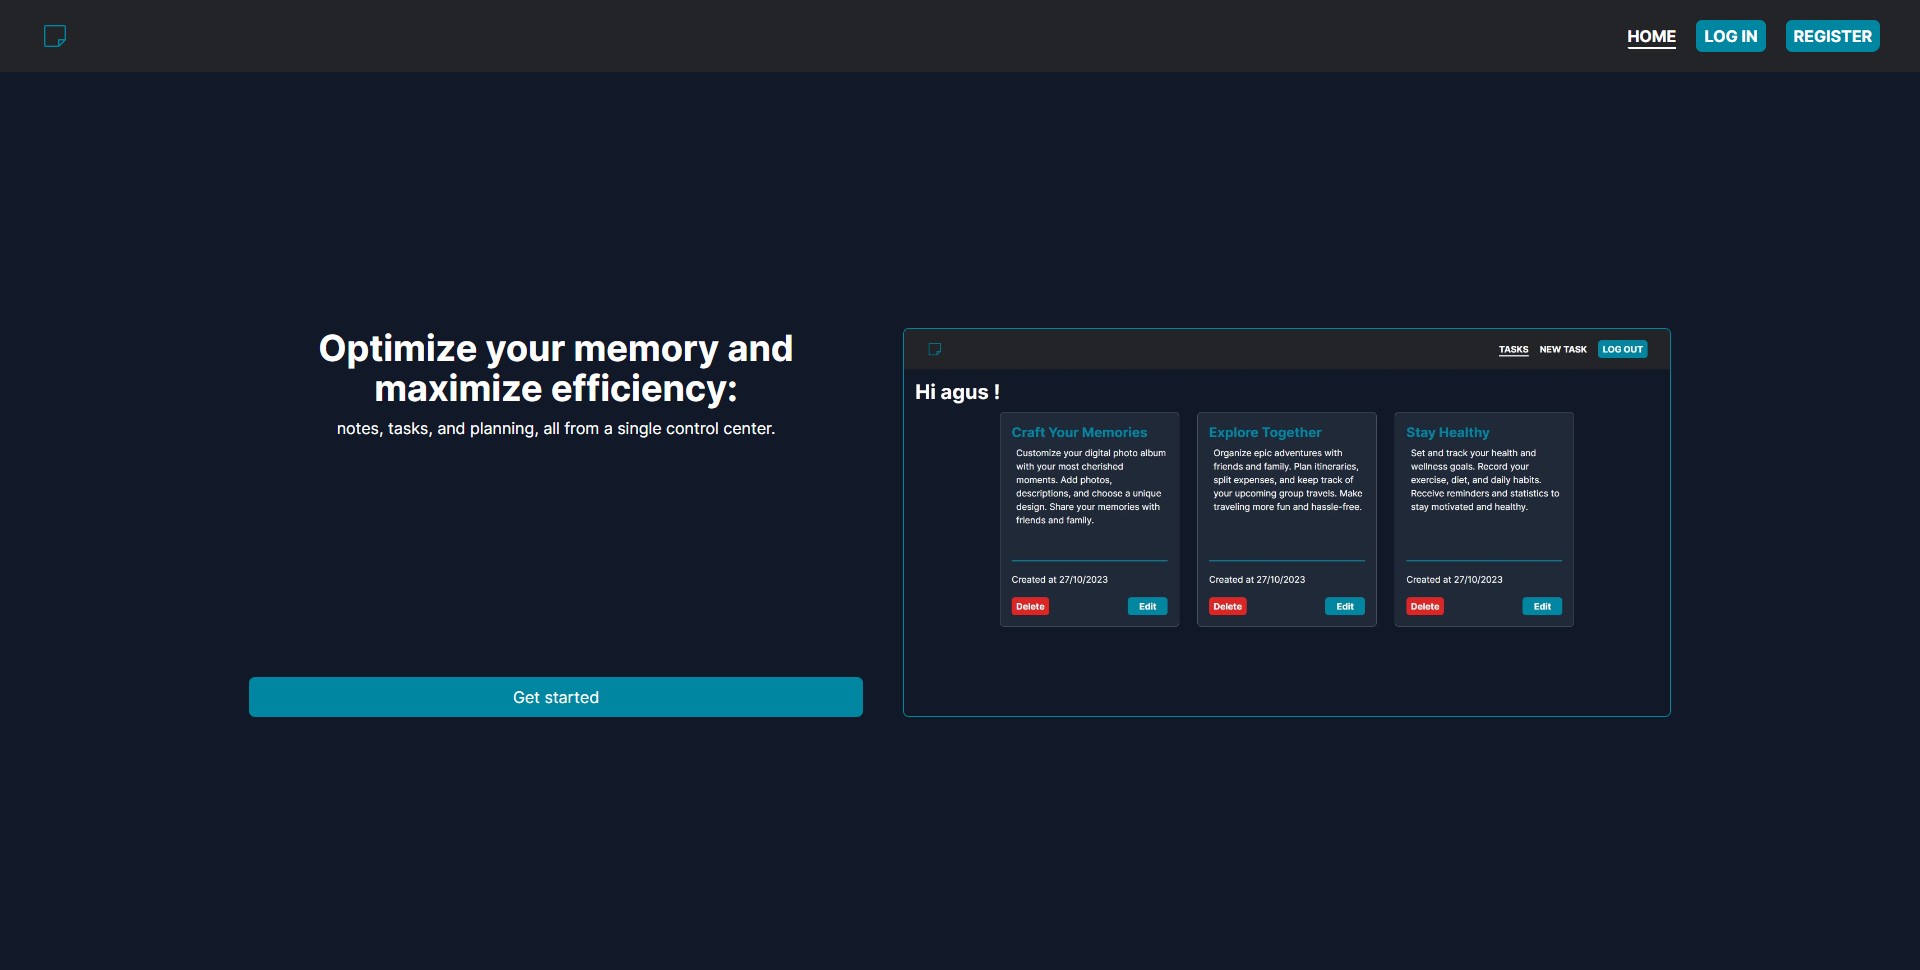 HOME LOG IN REGISTER
Optimize your memory and
maximize efficiency:
notes, tasks, and planning, all from a single control center.
Get started
TASKS NEW TASK LOG OUT
Hi agus !
Craft Your Memories
Customize your digital photo album
with your most cherished
moments. Add photos,
descriptions, and choose a unique
design. Share your memories with
friends and family.
Created at 27/10/2023
Delete Edit
Explore Together
Organize epic adventures with
friends and family. Plan itineraries,
split expenses, and keep track of
your upcoming group travels. Make
traveling more fun and hassle-free.
Created at 27/10/2023
Delete Edit
Stay Healthy
Set and track your health and
wellness goals. Record your
exercise, diet, and daily habits.
Receive reminders and statistics to
stay motivated and healthy.
Created at 27/10/2023
Delete Edit